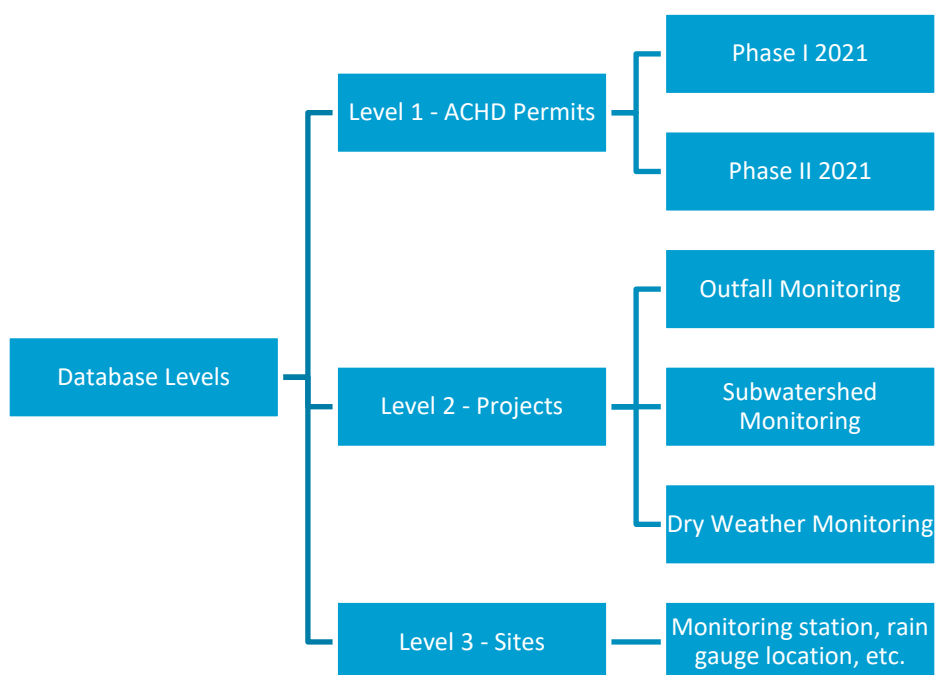 Database Levels
Level 1 - ACHD Permits
Phase I 2021
Phase II 2021
Level 2 - Projects
Outfall Monitoring
Subwatershed
Monitoring
Dry Weather Monitoring
Level 3 - Sites
Monitoring station, rain
gauge location, etc.